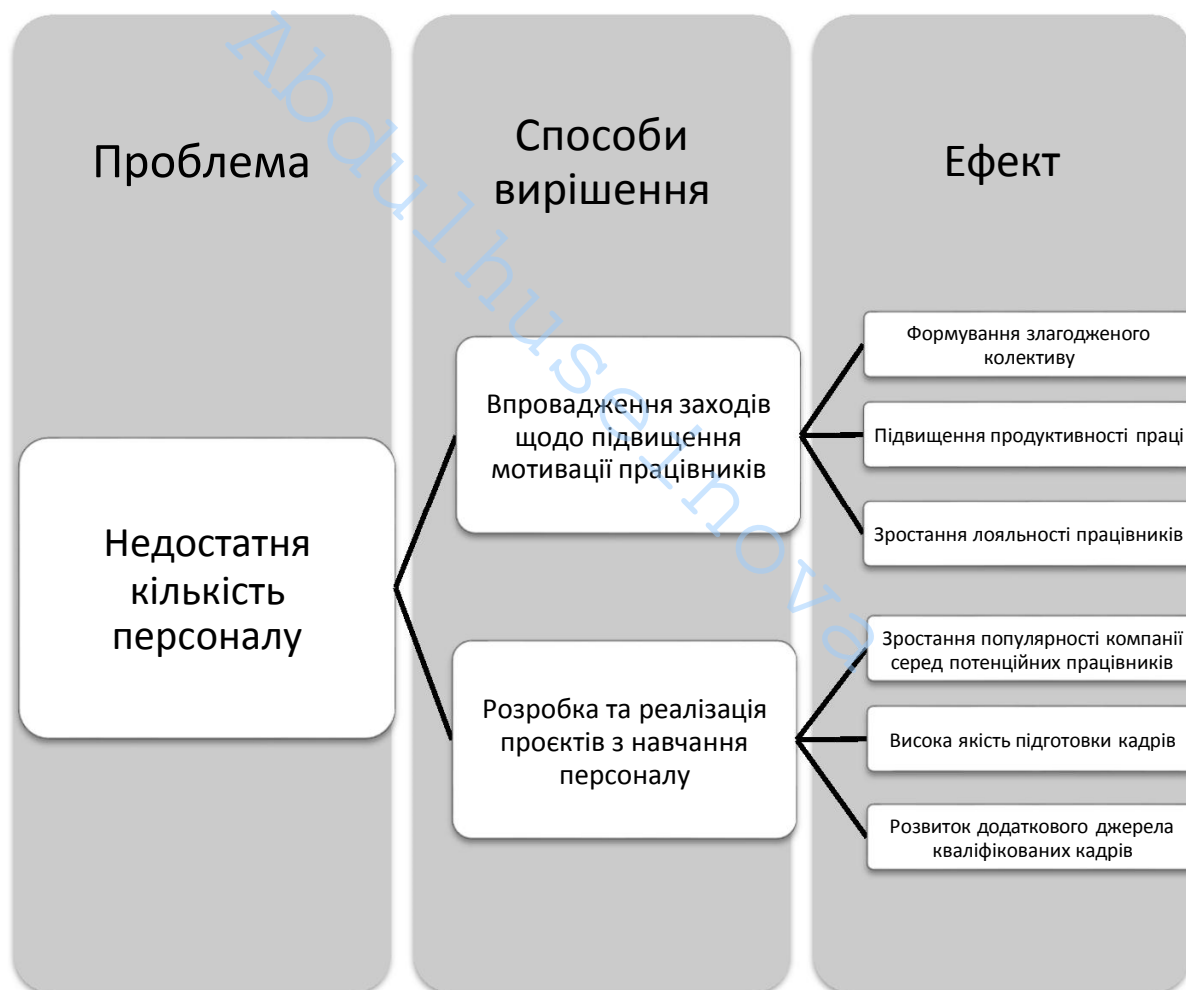 Проблема
Способи
вирішення
Ефект
Недостатня
кількість
персоналу
Впровадження заходів
щодо підвищення
мотивації працівників
Розробка та реалізація
проєктів з навчання
персоналу
Формування злагодженого
колективу
Підвищення продуктивності праці
Зростання лояльності працівників
Зростання популярності компанії
серед потенційних працівників
Висока якість підготовки кадрів
Розвиток додаткового джерела
кваліфікованих кадрів
Abdulhuseinova